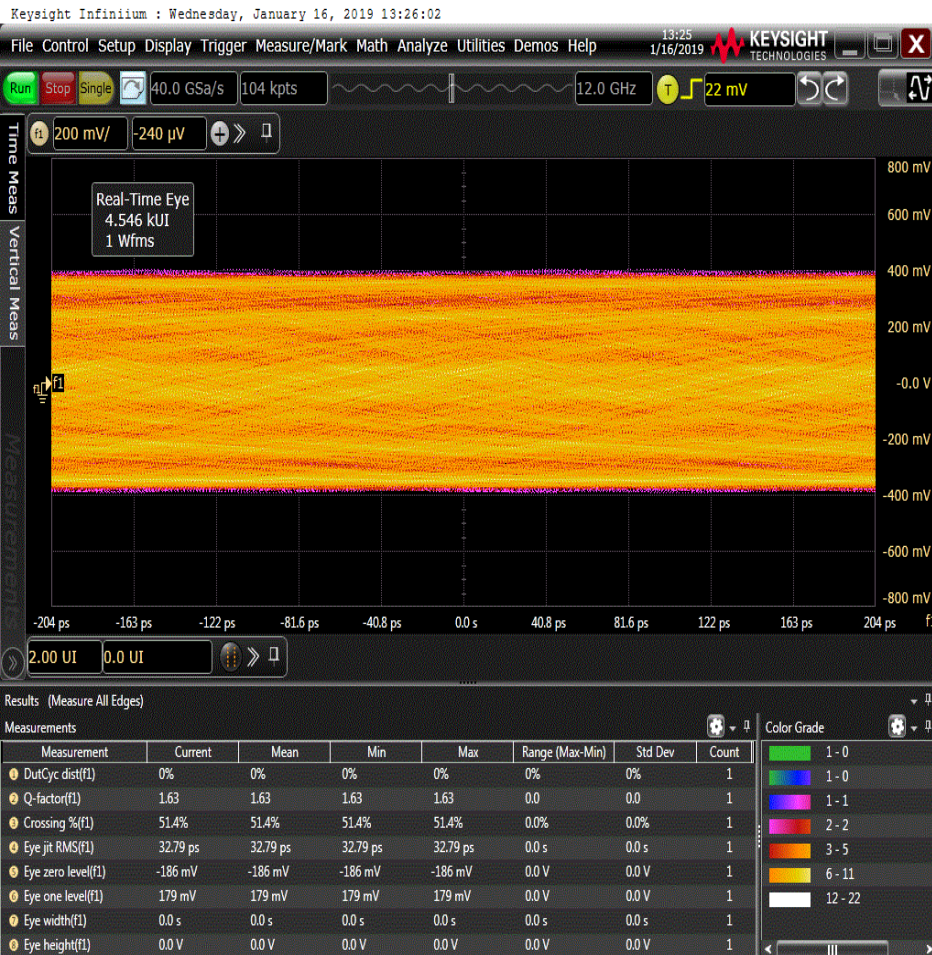 Keysight Infiniium : Wednesday, January 16, 2019 13:26:02
File Control Setup Display Trigger Measure/Mark Math Analyze Utilities Demos Help
13:25
1/16/2019
KEYSIGHT
TECHNOLOGIES
X
Run Stop Single 40.0 GSa/s 104 kpts 12.0 GHz T 22 mV
f1 200 mV/ -240 µV
Time Meas
Vertical Meas
Measurements
Real-Time Eye
4.546 kUI
1 Wfms
800 mV
600 mV
400 mV
200 mV
-0.0 V
-200 mV
-400 mV
-600 mV
-800 mV
f1
-204 ps -163 ps -122 ps -81.6 ps -40.8 ps 0.0 s 40.8 ps 81.6 ps 122 ps 163 ps 204 ps
2.00 UI 0.0 UI
Results (Measure All Edges)
Measurements
Measurement Current Mean Min Max Range (Max-Min) Std Dev Count
1 DutCyc dist(f1) 0% 0% 0% 0% 0% 0% 1
2 Q-factor(f1) 1.63 1.63 1.63 1.63 0.0 0.0 1
3 Crossing %(f1) 51.4% 51.4% 51.4% 51.4% 0.0% 0.0% 1
4 Eye jit RMS(f1) 32.79 ps 32.79 ps 32.79 ps 32.79 ps 0.0 s 0.0 s 1
5 Eye zero level(f1) -186 mV -186 mV -186 mV -186 mV 0.0 V 0.0 V 1
6 Eye one level(f1) 179 mV 179 mV 179 mV 179 mV 0.0 V 0.0 V 1
7 Eye width(f1) 0.0 s 0.0 s 0.0 s 0.0 s 0.0 s 0.0 s 1
8 Eye height(f1) 0.0 V 0.0 V 0.0 V 0.0 V 0.0 V 0.0 V 1
Color Grade
1 - 0
1 - 0
1 - 1
2 - 2
3 - 5
6 - 11
12 - 22